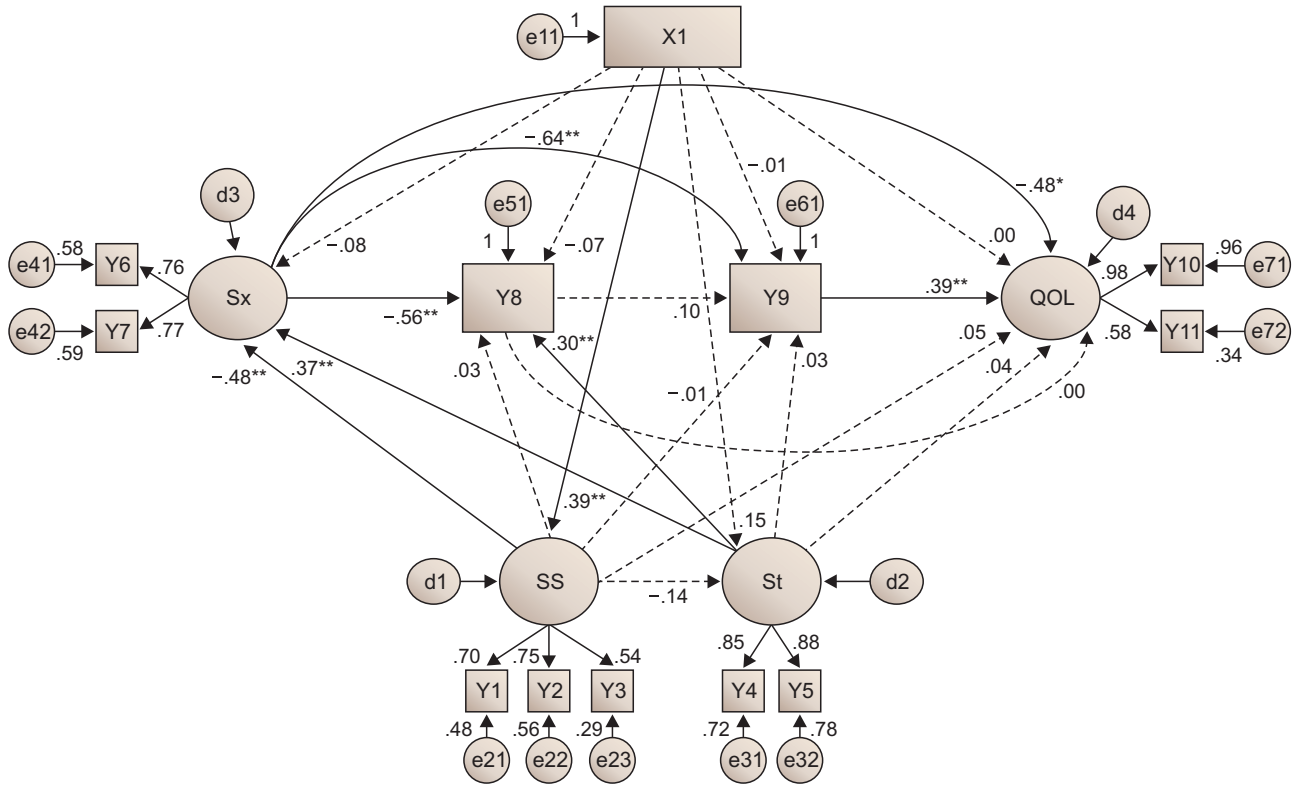 X1
e11
1
−.64**
−.01
−.48*
d3
e51
1
e61
1
d4
−.08
−.07
.00
e41
.58
Y6
.76
Sx
Y8
Y9
QOL
.98
Y10
.96
e71
e42
.59
Y7
.77
−.56**
.10
.39**
.58
Y11
.34
e72
−.48**
.37**
.03
.30**
−.01
.03
.05
.04
.00
.39**
.15
d1
SS
−.14
St
d2
.70
.75
.54
.85
.88
Y1
Y2
Y3
Y4
Y5
.48
.56
.29
.72
.78
e21
e22
e23
e31
e32